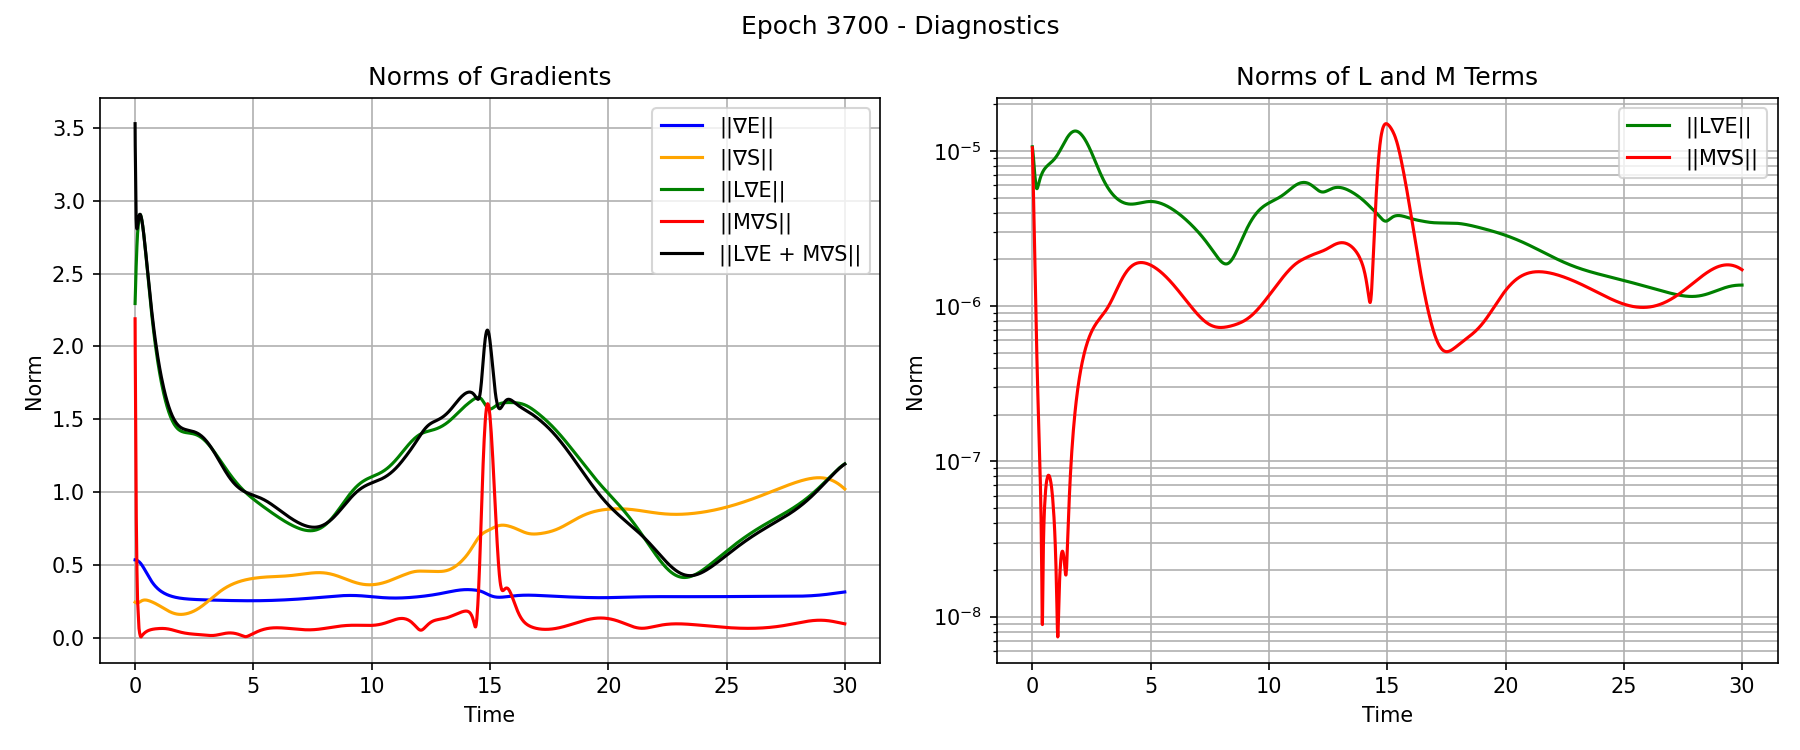 Epoch 3700 - Diagnostics
Norms of Gradients
3.5
3.0
2.5
2.0
1.5
1.0
0.5
0.0
Norm
0 5 10 15 20 25 30
Time
||∇E||
||∇S||
||L∇E||
||M∇S||
||L∇E + M∇S||
Norms of L and M Terms
10⁻⁵
10⁻⁶
10⁻⁷
10⁻⁸
Norm
0 5 10 15 20 25 30
Time
||L∇E||
||M∇S||